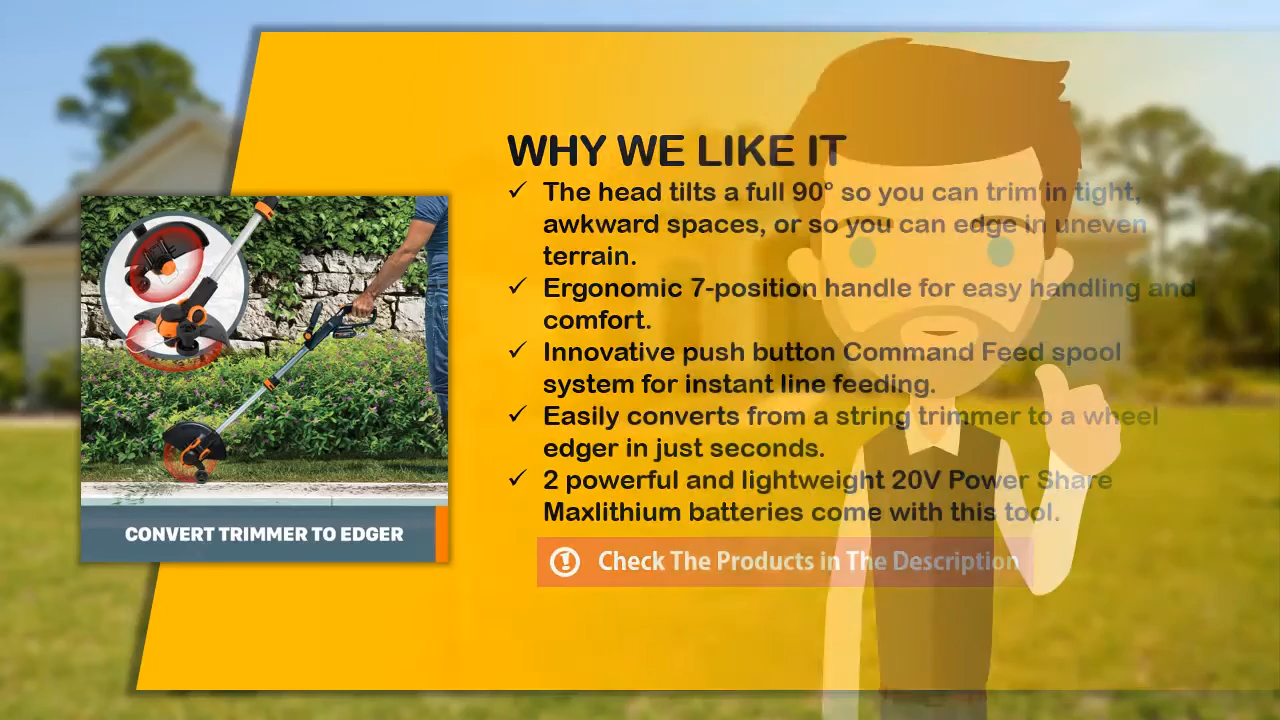 WHY WE LIKE IT
✓ The head tilts a full 90° so you can trim in tight,
awkward spaces, or so you can edge in uneven
terrain.
✓ Ergonomic 7-position handle for easy handling and
comfort.
✓ Innovative push button Command Feed spool
system for instant line feeding.
✓ Easily converts from a string trimmer to a wheel
edger in just seconds.
✓ 2 powerful and lightweight 20V Power Share
Maxlithium batteries come with this tool.
CONVERT TRIMMER TO EDGER
Check The Products in The Description